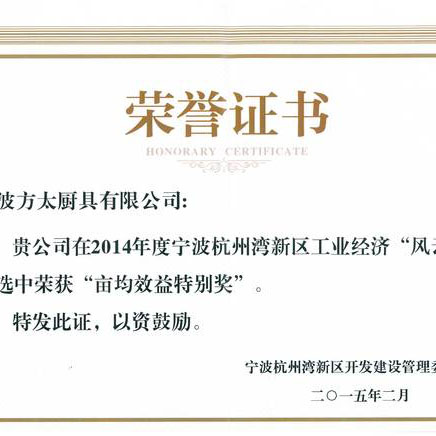 荣誉证书
HONORARY CERTIFICATE
波方太厨具有限公司:
贵公司在2014年度宁波杭州湾新区工业经济“风
选中荣获“亩均效益特别奖”。
特发此证,以资鼓励。
宁波杭州湾新区开发建设管理委
二〇一五年二月